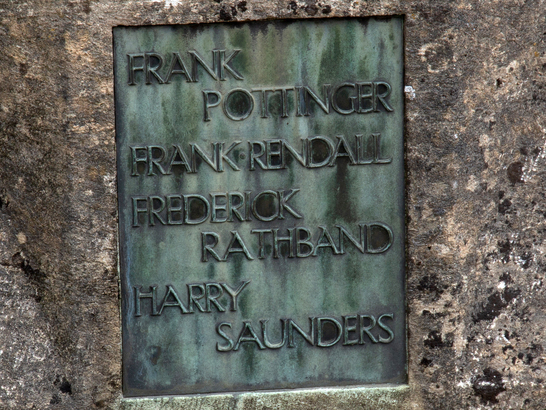 FRANK
POTTINGER
FRANK·RENDALL
FREDERICK
RATHBAND
HARRY
SAUNDERS